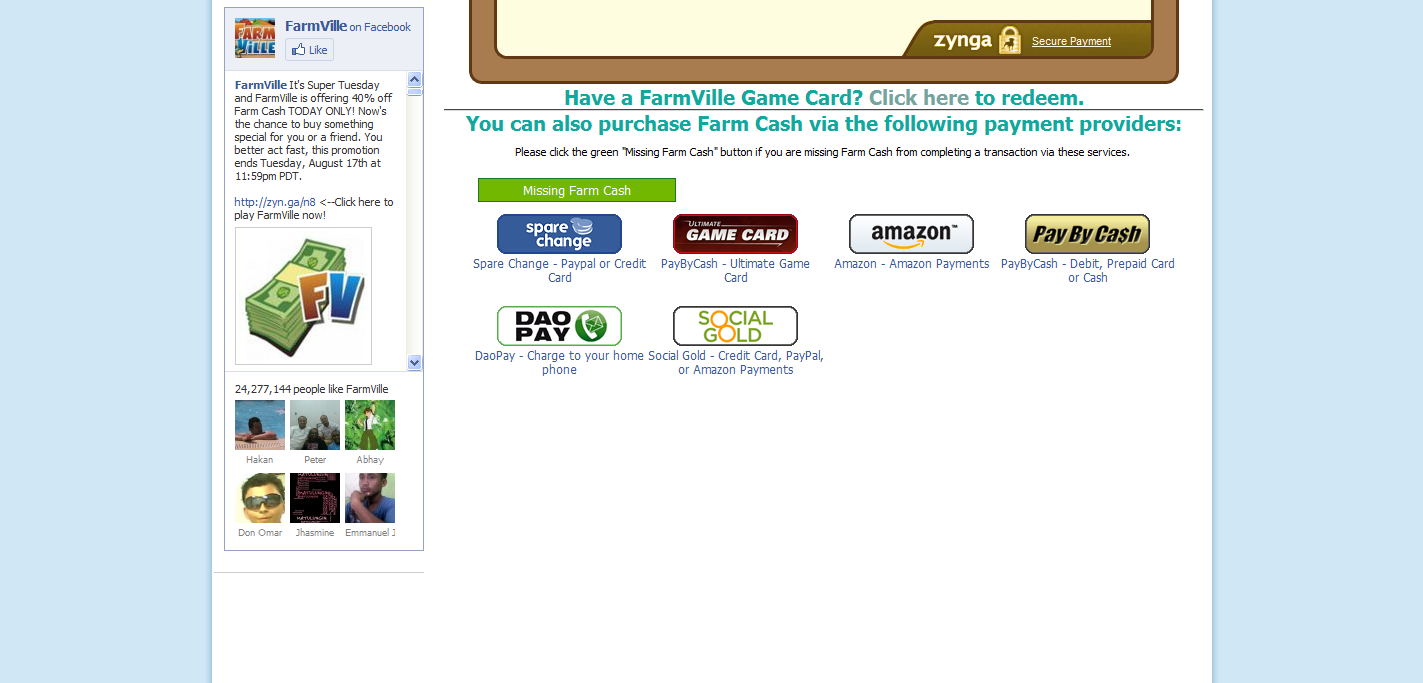 FARM
VILLE
FarmVille on Facebook
Like
FarmVille It's Super Tuesday
and FarmVille is offering 40% off
Farm Cash TODAY ONLY! Now's
the chance to buy something
special for you or a friend. You
better act fast, this promotion
ends Tuesday, August 17th at
11:59pm PDT.
http://zyn.ga/n8 <--Click here to
play FarmVille now!
FV
24,277,144 people like FarmVille
Hakan Peter Abhay
Don Omar Jhasmine Emmanuel J
zynga Secure Payment
Have a FarmVille Game Card? Click here to redeem.
You can also purchase Farm Cash via the following payment providers:
Please click the green "Missing Farm Cash" button if you are missing Farm Cash from completing a transaction via these services.
Missing Farm Cash
spare
change
Spare Change - Paypal or Credit
Card
ULTIMATE
GAME CARD
PayByCash - Ultimate Game
Card
amazon™
Amazon - Amazon Payments
Pay By Ca$h
PayByCash - Debit, Prepaid Card
or Cash
DAO
PAY
DaoPay - Charge to your home
phone
SOCIAL
GOLD
Social Gold - Credit Card, PayPal,
or Amazon Payments